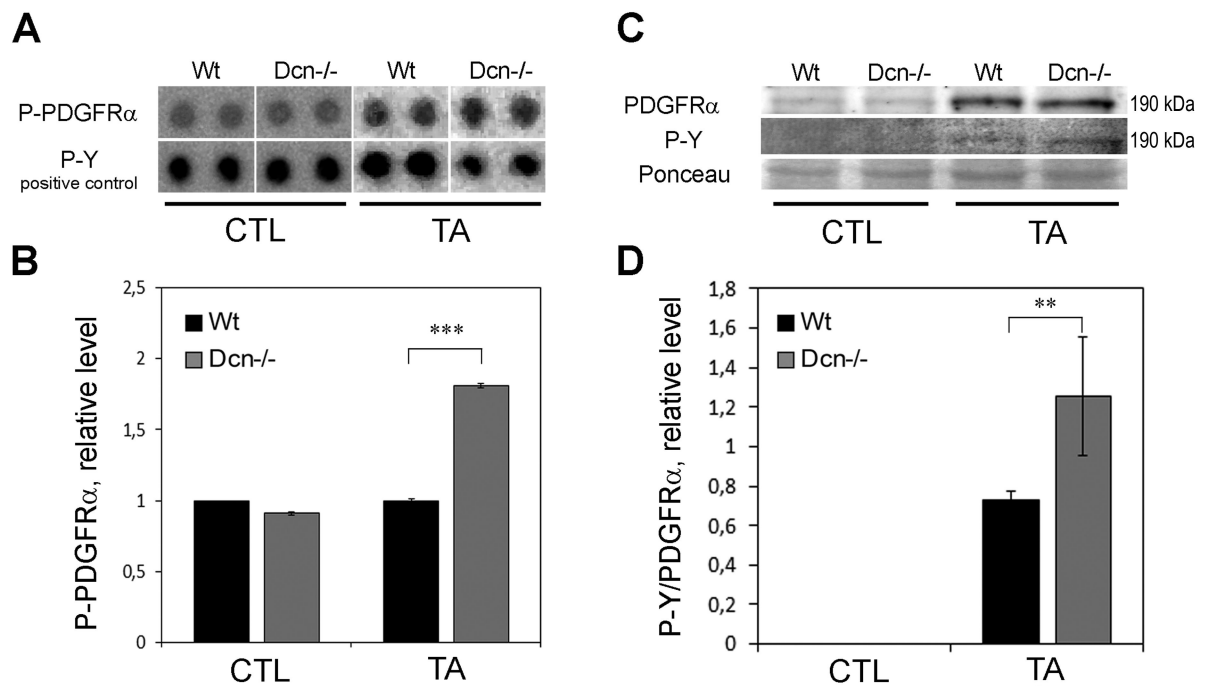 A
Wt Dcn-/- Wt Dcn-/-
P-PDGFRα
P-Y
positive control
CTL TA
B
P-PDGFRα, relative level
2,5
2
1,5
1
0,5
0
Wt
Dcn-/-
***
CTL TA
C
Wt Dcn-/- Wt Dcn-/-
PDGFRα 190 kDa
P-Y 190 kDa
Ponceau
CTL TA
D
P-Y/PDGFRα, relative level
1,8
1,6
1,4
1,2
1
0,8
0,6
0,4
0,2
0
Wt
Dcn-/-
**
CTL TA